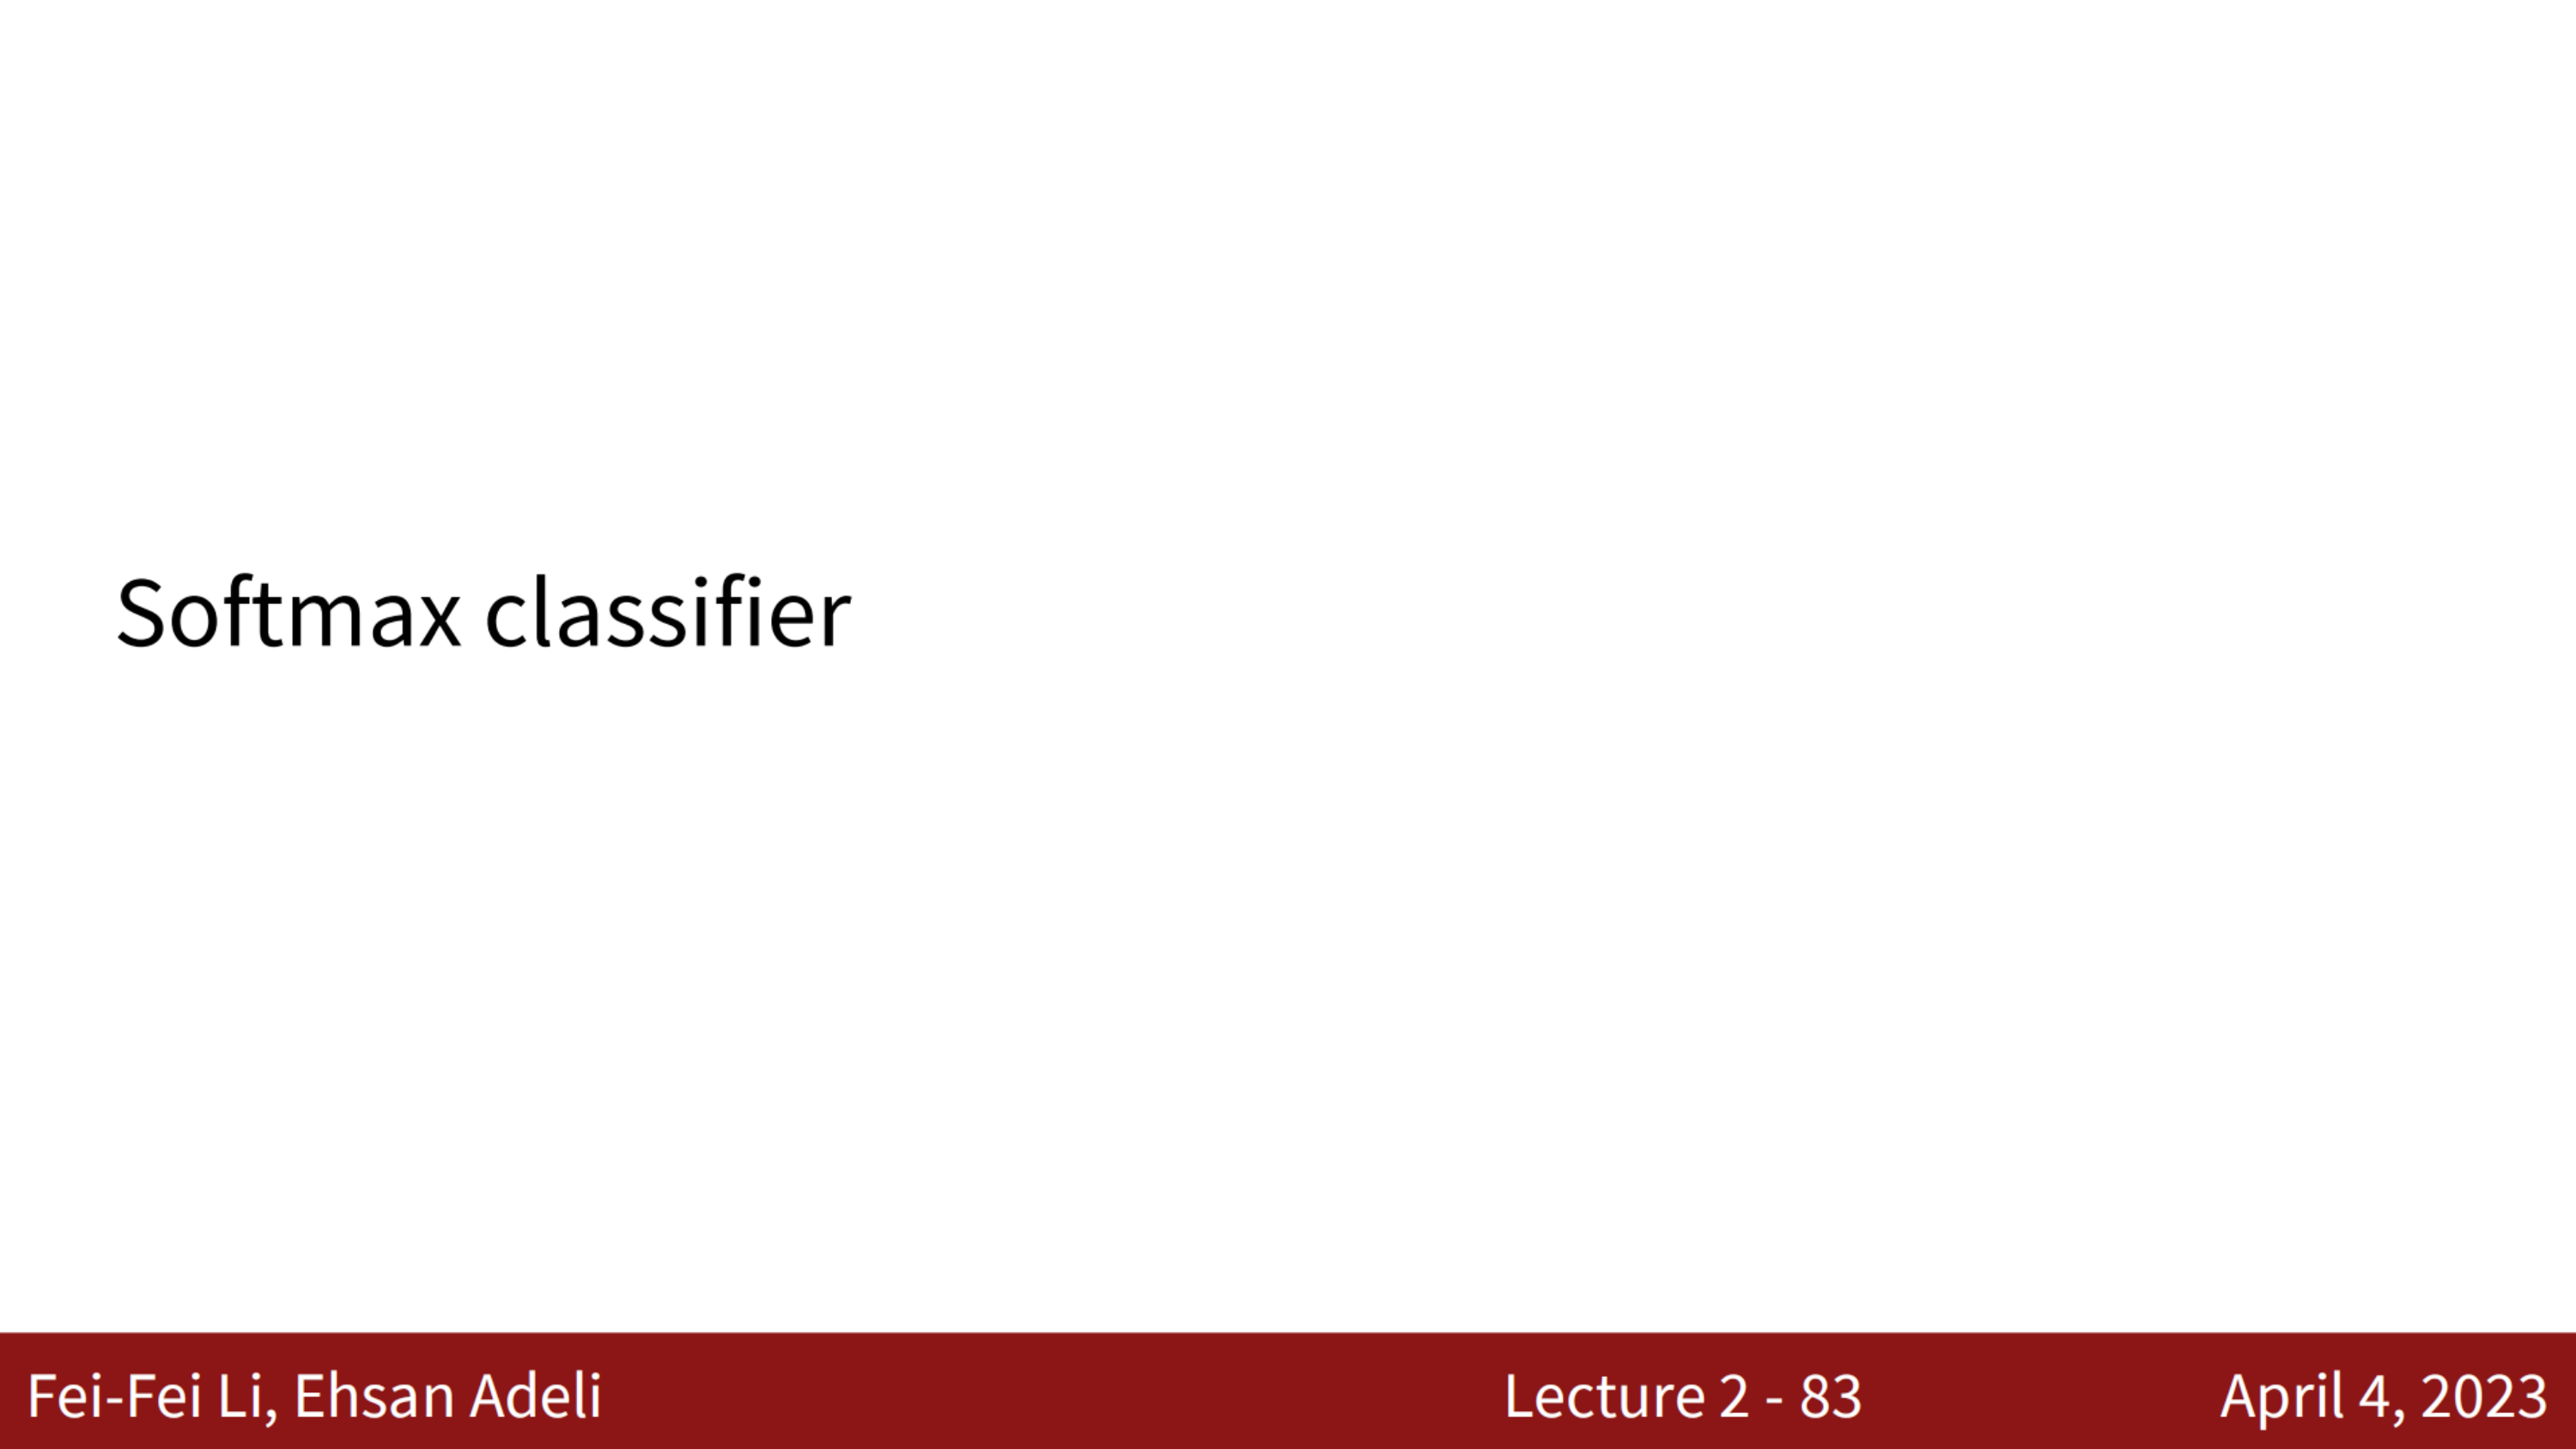 Softmax classifier
Fei-Fei Li, Ehsan Adeli
Lecture 2 - 83
April 4, 2023